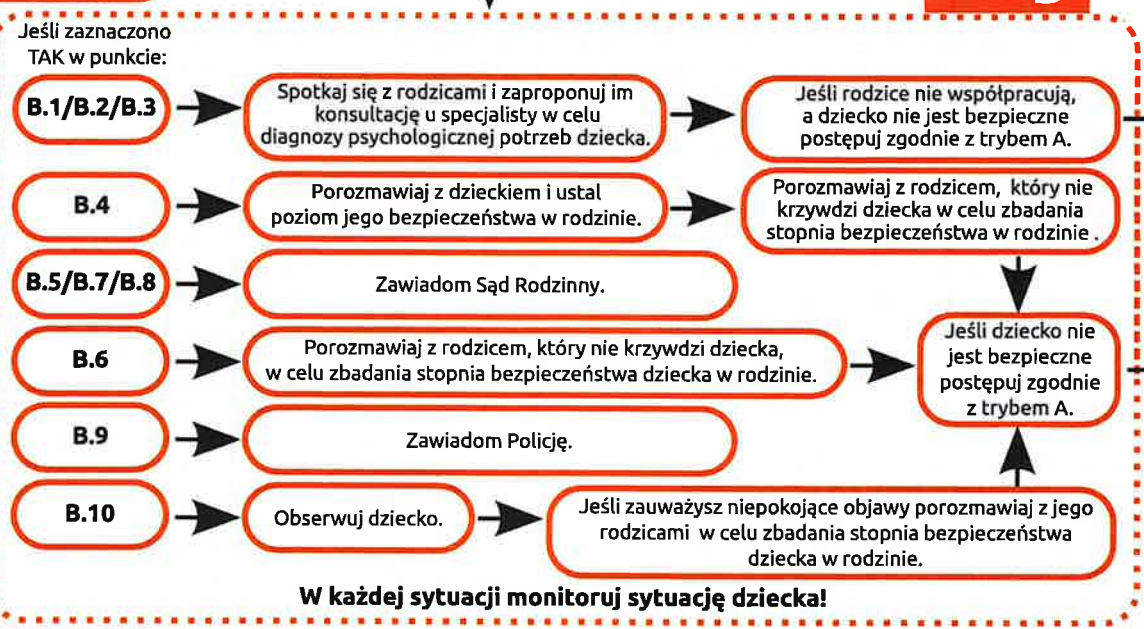 Jeśli zaznaczono
TAK w punkcie:
B.1/B.2/B.3
Spotkaj się z rodzicami i zaproponuj im
konsultację u specjalisty w celu
diagnozy psychologicznej potrzeb dziecka.
Jeśli rodzice nie współpracują,
a dziecko nie jest bezpieczne
postępuj zgodnie z trybem A.
B.4
Porozmawiaj z dzieckiem i ustal
poziom jego bezpieczeństwa w rodzinie.
Porozmawiaj z rodzicem, który nie
krzywdzi dziecka w celu zbadania
stopnia bezpieczeństwa w rodzinie .
B.5/B.7/B.8
Zawiadom Sąd Rodzinny.
B.6
Porozmawiaj z rodzicem, który nie krzywdzi dziecka,
w celu zbadania stopnia bezpieczeństwa dziecka w rodzinie.
Jeśli dziecko nie
jest bezpieczne
postępuj zgodnie
z trybem A.
B.9
Zawiadom Policję.
B.10
Obserwuj dziecko.
Jeśli zauważysz niepokojące objawy porozmawiaj z jego
rodzicami w celu zbadania stopnia bezpieczeństwa
dziecka w rodzinie.
W każdej sytuacji monitoruj sytuację dziecka!